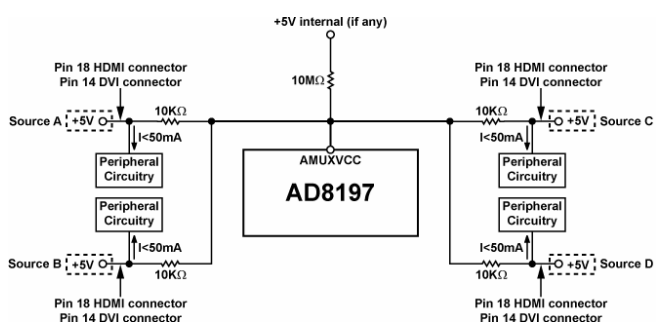 +5V internal (if any)
Pin 18 HDMI connector
Pin 14 DVI connector
Pin 18 HDMI connector
Pin 14 DVI connector
10MΩ
Source A
+5V
10KΩ
10KΩ
+5V
Source C
I<50mA
I<50mA
Peripheral
Circuitry
AMUXVCC
Peripheral
Circuitry
AD8197
Peripheral
Circuitry
Peripheral
Circuitry
I<50mA
I<50mA
Source B
+5V
10KΩ
10KΩ
+5V
Source D
Pin 18 HDMI connector
Pin 14 DVI connector
Pin 18 HDMI connector
Pin 14 DVI connector